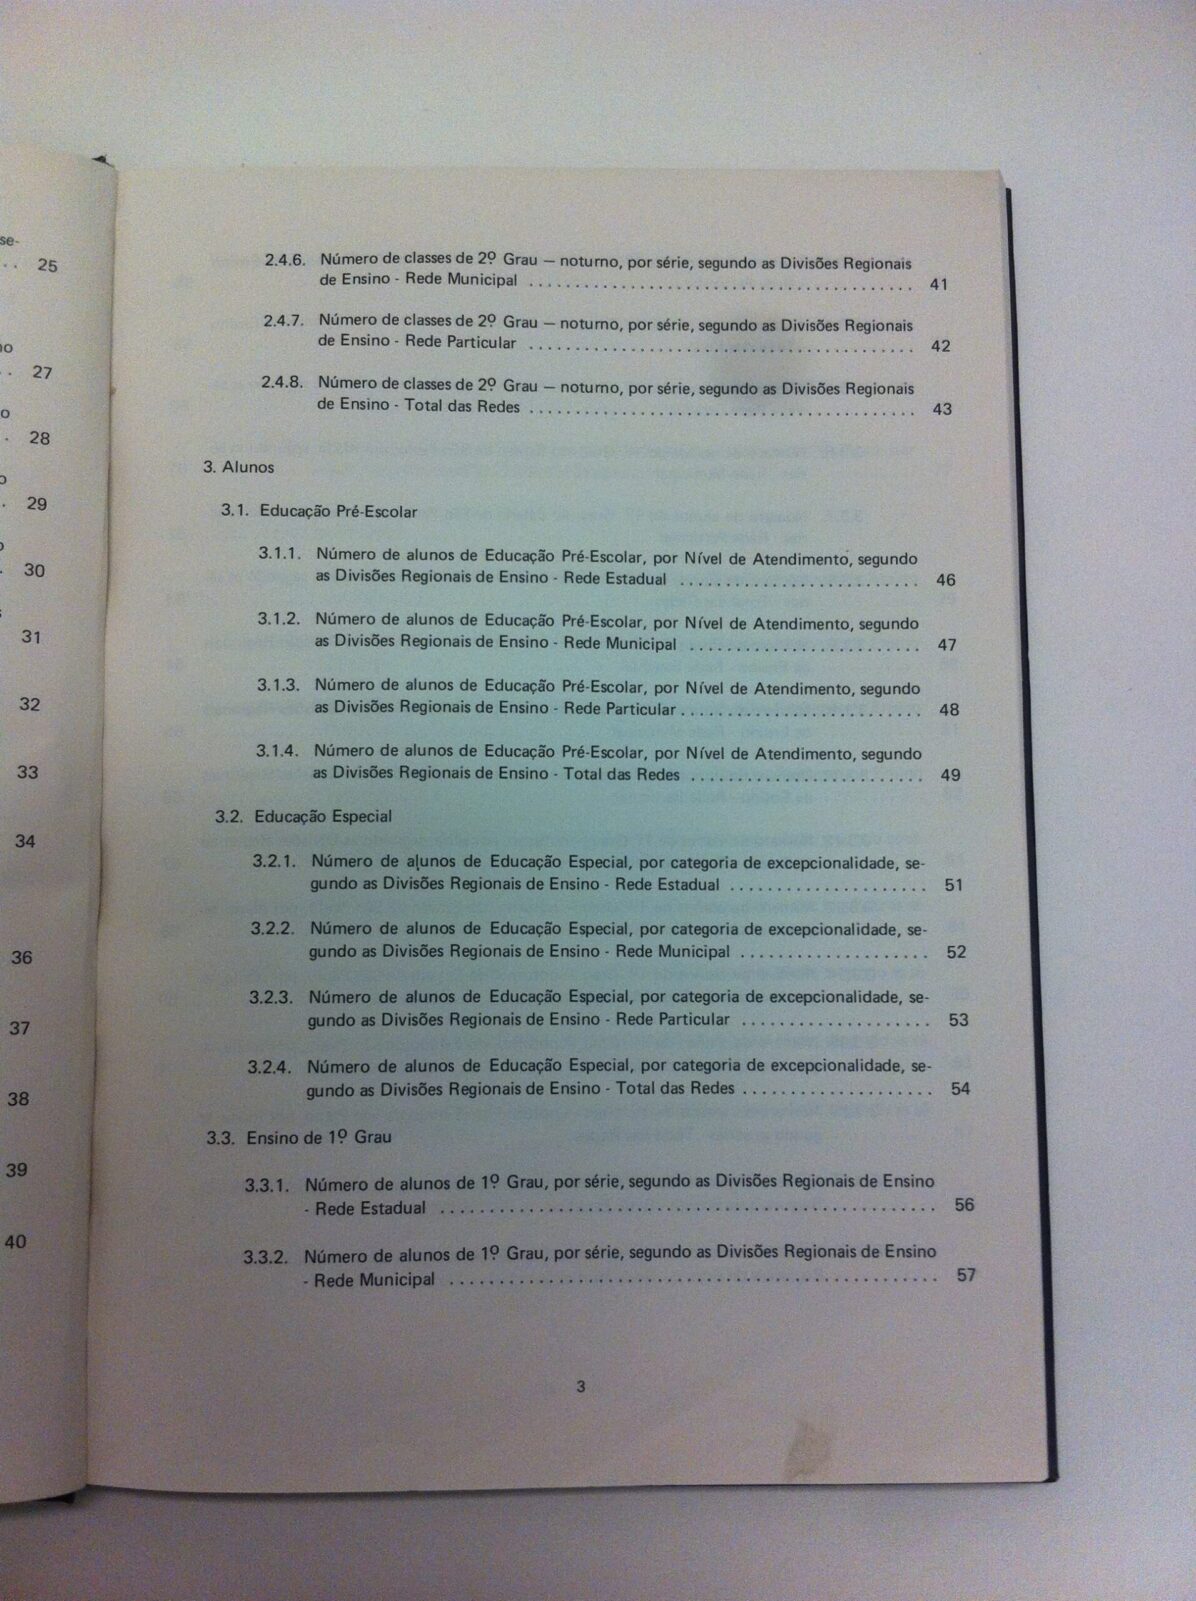 se-
. . 25
no
. . 27
o
. 28
o
. 29
o
. 30
s
31
32
33
34
36
37
38
39
40
2.4.6. Número de classes de 2º Grau — noturno, por série, segundo as Divisões Regionais
de Ensino - Rede Municipal ........................................ 41
2.4.7. Número de classes de 2º Grau — noturno, por série, segundo as Divisões Regionais
de Ensino - Rede Particular ........................................ 42
2.4.8. Número de classes de 2º Grau — noturno, por série, segundo as Divisões Regionais
de Ensino - Total das Redes ........................................ 43
3. Alunos
3.1. Educação Pré-Escolar
3.1.1. Número de alunos de Educação Pré-Escolar, por Nível de Atendimento, segundo
as Divisões Regionais de Ensino - Rede Estadual ......................... 46
3.1.2. Número de alunos de Educação Pré-Escolar, por Nível de Atendimento, segundo
as Divisões Regionais de Ensino - Rede Municipal ........................ 47
3.1.3. Número de alunos de Educação Pré-Escolar, por Nível de Atendimento, segundo
as Divisões Regionais de Ensino - Rede Particular ......................... 48
3.1.4. Número de alunos de Educação Pré-Escolar, por Nível de Atendimento, segundo
as Divisões Regionais de Ensino - Total das Redes ........................ 49
3.2. Educação Especial
3.2.1. Número de alunos de Educação Especial, por categoria de excepcionalidade, se-
gundo as Divisões Regionais de Ensino - Rede Estadual ..................... 51
3.2.2. Número de alunos de Educação Especial, por categoria de excepcionalidade, se-
gundo as Divisões Regionais de Ensino - Rede Municipal .................... 52
3.2.3. Número de alunos de Educação Especial, por categoria de excepcionalidade, se-
gundo as Divisões Regionais de Ensino - Rede Particular .................... 53
3.2.4. Número de alunos de Educação Especial, por categoria de excepcionalidade, se-
gundo as Divisões Regionais de Ensino - Total das Redes .................... 54
3.3. Ensino de 1º Grau
3.3.1. Número de alunos de 1º Grau, por série, segundo as Divisões Regionais de Ensino
- Rede Estadual .................................................. 56
3.3.2. Número de alunos de 1º Grau, por série, segundo as Divisões Regionais de Ensino
- Rede Municipal ................................................. 57
3